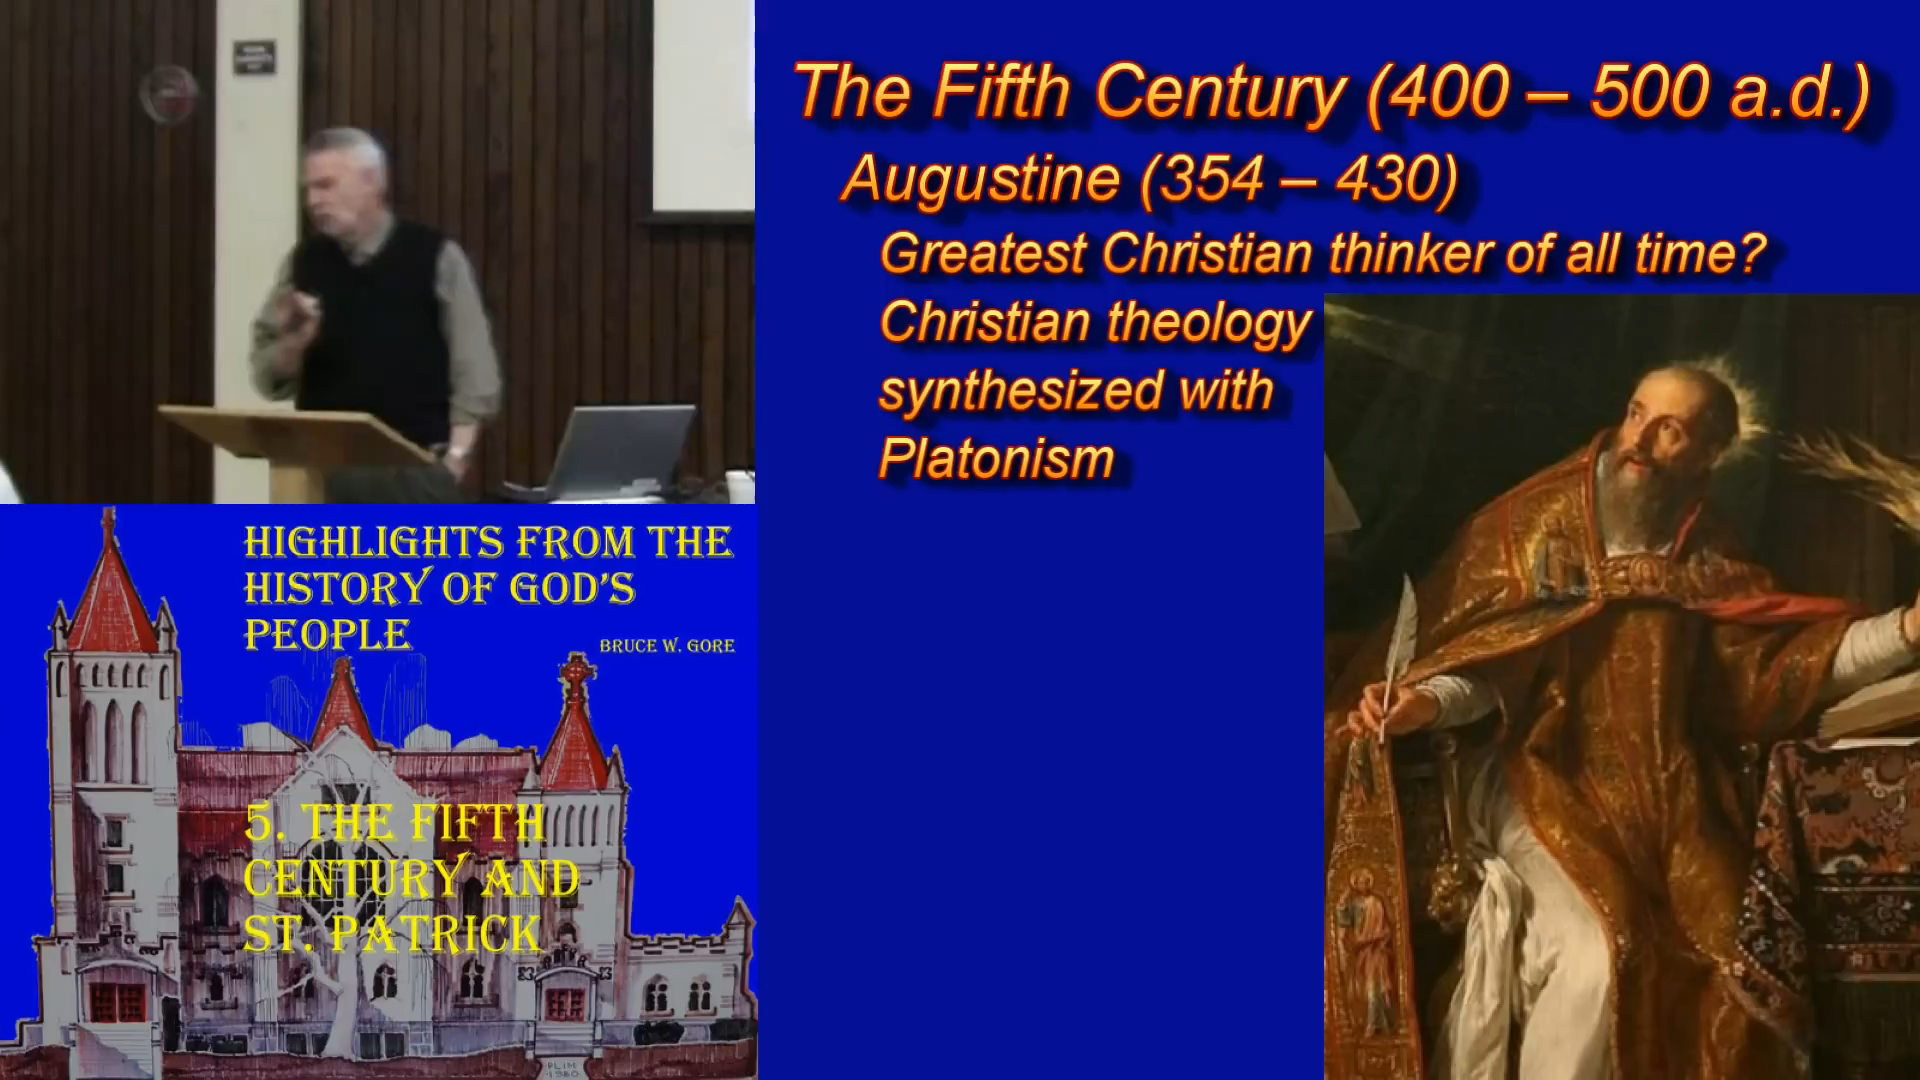 The Fifth Century (400 – 500 a.d.)
Augustine (354 – 430)
Greatest Christian thinker of all time?
Christian theology
synthesized with
Platonism
HIGHLIGHTS FROM THE
HISTORY OF GOD'S
PEOPLE
BRUCE W. GORE
5. THE FIFTH
CENTURY AND
ST. PATRICK